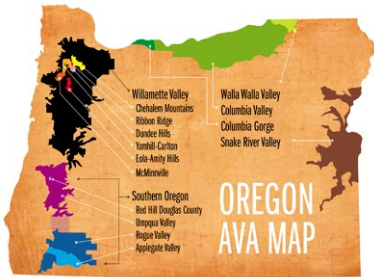 Willamette Valley
Chehalem Mountains
Ribbon Ridge
Dundee Hills
Yamhill-Carlton
Eola-Amity Hills
McMinnville
Southern Oregon
Red Hill Douglas County
Umpqua Valley
Rogue Valley
Applegate Valley
Walla Walla Valley
Columbia Valley
Columbia Gorge
Snake River Valley
OREGON
AVA MAP